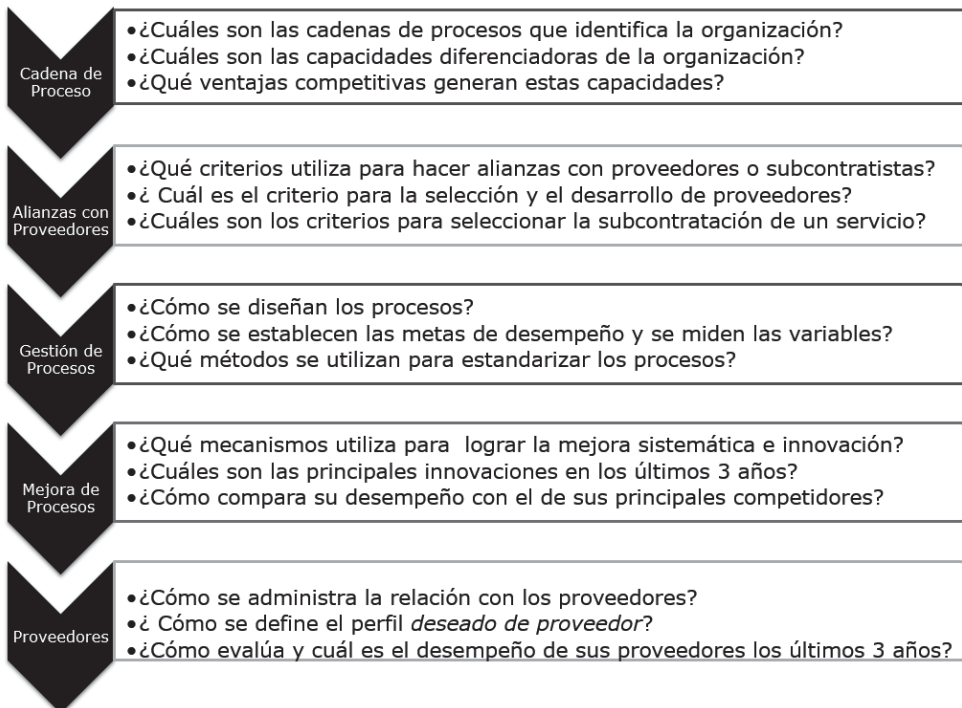 Cadena de
Proceso
•¿Cuáles son las cadenas de procesos que identifica la organización?
•¿Cuáles son las capacidades diferenciadoras de la organización?
•¿Qué ventajas competitivas generan estas capacidades?
Alianzas con
Proveedores
•¿Qué criterios utiliza para hacer alianzas con proveedores o subcontratistas?
•¿ Cuál es el criterio para la selección y el desarrollo de proveedores?
•¿Cuáles son los criterios para seleccionar la subcontratación de un servicio?
Gestión de
Procesos
•¿Cómo se diseñan los procesos?
•¿Cómo se establecen las metas de desempeño y se miden las variables?
•¿Qué métodos se utilizan para estandarizar los procesos?
Mejora de
Procesos
•¿Qué mecanismos utiliza para  lograr la mejora sistemática e innovación?
•¿Cuáles son las principales innovaciones en los últimos 3 años?
•¿Cómo compara su desempeño con el de sus principales competidores?
Proveedores
•¿Cómo se administra la relación con los proveedores?
•¿ Cómo se define el perfil deseado de proveedor?
•¿Cómo evalúa y cuál es el desempeño de sus proveedores los últimos 3 años?